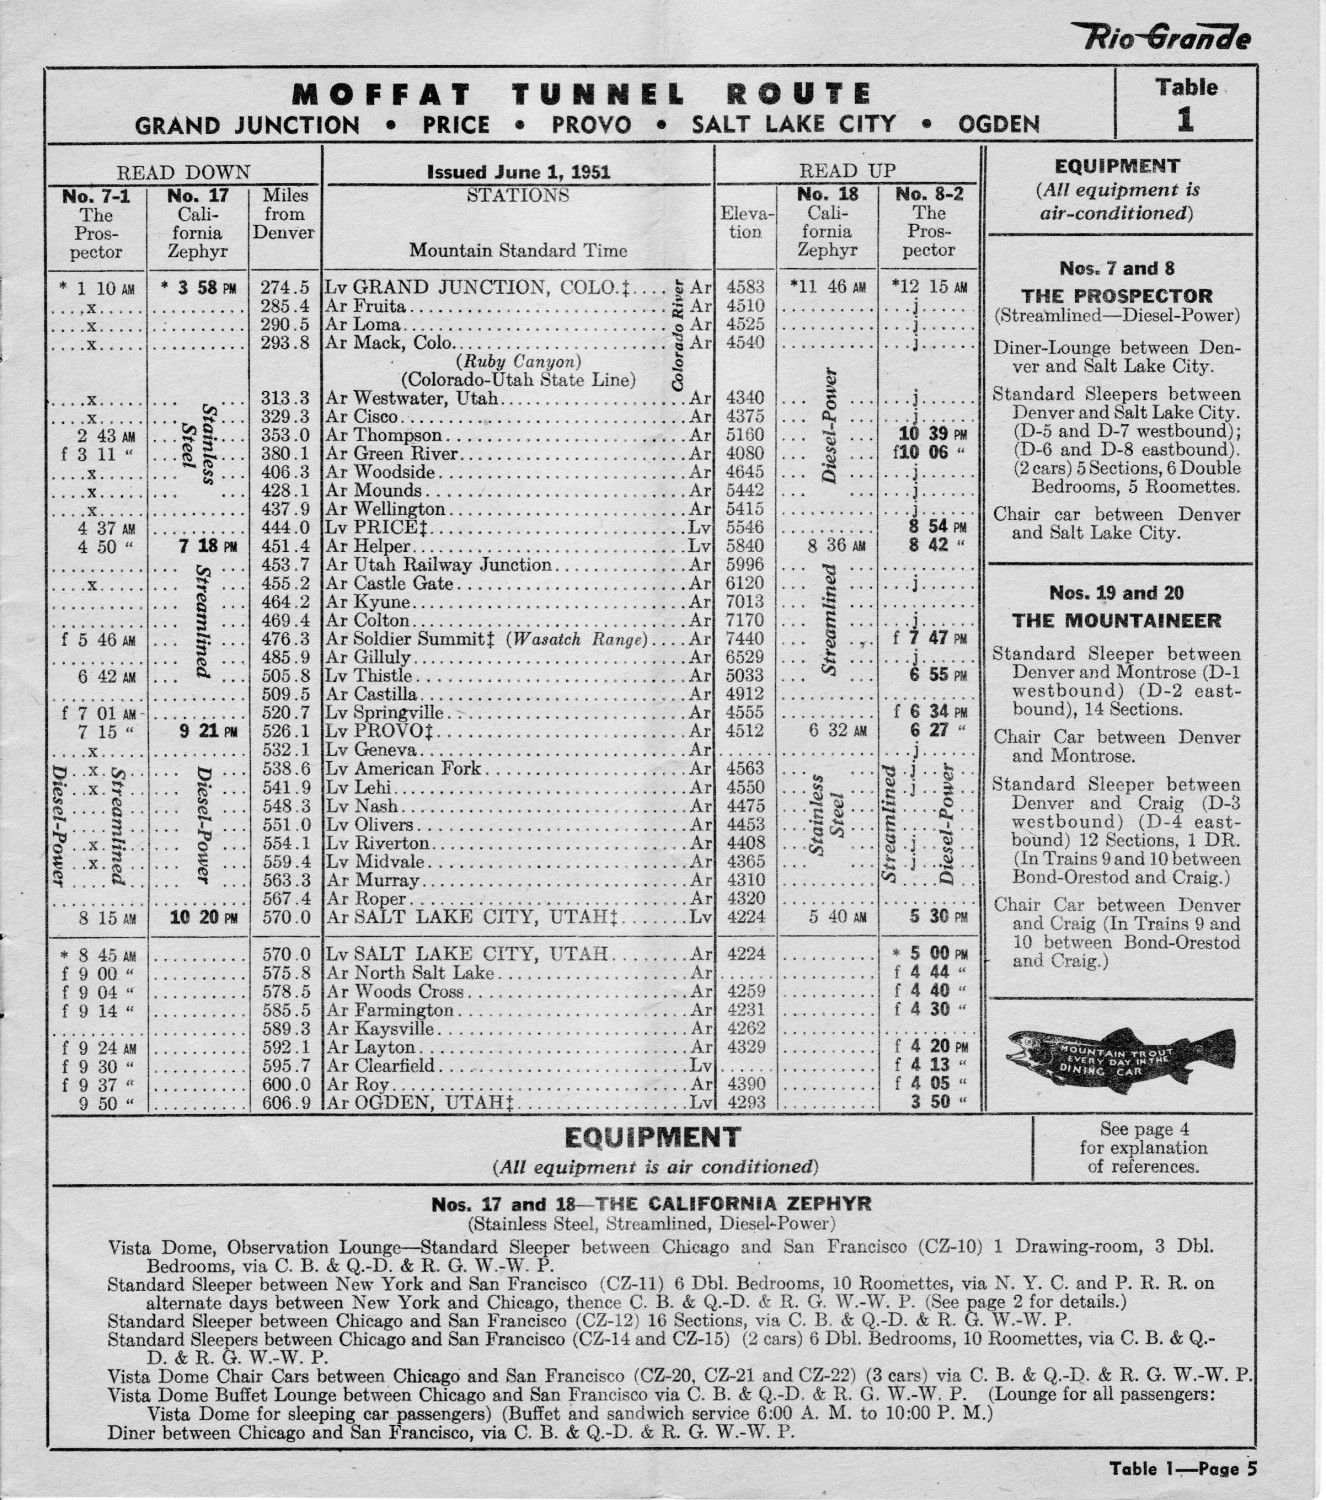 Rio Grande
MOFFAT TUNNEL ROUTE
GRAND JUNCTION • PRICE • PROVO • SALT LAKE CITY • OGDEN
Table
1
READ DOWN Issued June 1, 1951 READ UP
No. 7-1 The Prospector | No. 17 California Zephyr | Miles from Denver | STATIONS Mountain Standard Time | Elevation | No. 18 California Zephyr | No. 8-2 The Prospector
* 1 10 AM | * 3 58 PM | 274.5 | Lv GRAND JUNCTION, COLO.‡.... Ar | 4583 | *11 46 AM | *12 15 AM
x | 285.4 | Ar Fruita Ar | 4510 | j
x | 290.5 | Ar Loma Ar | 4525 | j
x | 293.8 | Ar Mack, Colo. Ar | 4540 | j
Colorado River
(Ruby Canyon)
(Colorado-Utah State Line)
x | 313.3 | Ar Westwater, Utah Ar | 4340 | j
x | 329.3 | Ar Cisco Ar | 4375 | j
2 43 AM | 353.0 | Ar Thompson Ar | 5160 | 10 39 PM
f 3 11 “ | 380.1 | Ar Green River Ar | 4080 | f10 06 “
x | 406.3 | Ar Woodside Ar | 4645 | j
x | 428.1 | Ar Mounds Ar | 5442 | j
x | 437.9 | Ar Wellington Ar | 5415 | j
4 37 AM | 444.0 | Lv PRICE‡ Lv | 5546 | 8 54 PM
4 50 “ | 7 18 PM | 451.4 | Ar Helper Lv | 5840 | 8 36 AM | 8 42 “
453.7 | Ar Utah Railway Junction Ar | 5996
x | 455.2 | Ar Castle Gate Ar | 6120 | j
464.2 | Ar Kyune Ar | 7013
469.4 | Ar Colton Ar | 7170 | j
f 5 46 AM | 476.3 | Ar Soldier Summit‡ (Wasatch Range) Ar | 7440 | f 7 47 PM
485.9 | Ar Gilluly Ar | 6529 | j
6 42 AM | 505.8 | Lv Thistle Ar | 5033 | 6 55 PM
509.5 | Ar Castilla Ar | 4912
f 7 01 AM | 520.7 | Lv Springville Ar | 4555 | f 6 34 PM
7 15 “ | 9 21 PM | 526.1 | Lv PROVO‡ Ar | 4512 | 6 32 AM | 6 27 “
x | 532.1 | Lv Geneva Ar | j
x | 538.6 | Lv American Fork Ar | 4563 | j
x | 541.9 | Lv Lehi Ar | 4550 | j
548.3 | Lv Nash Ar | 4475
551.0 | Lv Olivers Ar | 4453
x | 554.1 | Lv Riverton Ar | 4408 | j
x | 559.4 | Lv Midvale Ar | 4365 | j
563.3 | Ar Murray Ar | 4310
567.4 | Ar Roper Ar | 4320
8 15 AM | 10 20 PM | 570.0 | Ar SALT LAKE CITY, UTAH‡ Lv | 4224 | 5 40 AM | 5 30 PM
* 8 45 AM | 570.0 | Lv SALT LAKE CITY, UTAH Ar | 4224 | * 5 00 PM
f 9 00 “ | 575.8 | Ar North Salt Lake Ar | f 4 44 “
f 9 04 “ | 578.5 | Ar Woods Cross Ar | 4259 | f 4 40 “
f 9 14 “ | 585.5 | Ar Farmington Ar | 4231 | f 4 30 “
589.3 | Ar Kaysville Ar | 4262
f 9 24 AM | 592.1 | Ar Layton Ar | 4329 | f 4 20 PM
f 9 30 “ | 595.7 | Ar Clearfield Lv | f 4 13 “
f 9 37 “ | 600.0 | Ar Roy Ar | 4390 | f 4 05 “
9 50 “ | 606.9 | Ar OGDEN, UTAH‡ Lv | 4293 | 3 50 “
Diesel-Power
Streamlined
Stainless Steel
Streamlined
Diesel-Power
Diesel-Power
Streamlined
Stainless Steel
Streamlined
Diesel-Power
EQUIPMENT
(All equipment is
air-conditioned)
Nos. 7 and 8
THE PROSPECTOR
(Streamlined—Diesel-Power)
Diner-Lounge between Den-
ver and Salt Lake City.
Standard Sleepers between
Denver and Salt Lake City.
(D-5 and D-7 westbound);
(D-6 and D-8 eastbound).
(2 cars) 5 Sections, 6 Double
Bedrooms, 5 Roomettes.
Chair car between Denver
and Salt Lake City.
Nos. 19 and 20
THE MOUNTAINEER
Standard Sleeper between
Denver and Montrose (D-1
westbound) (D-2 east-
bound), 14 Sections.
Chair Car between Denver
and Montrose.
Standard Sleeper between
Denver and Craig (D-3
westbound) (D-4 east-
bound) 12 Sections, 1 DR.
(In Trains 9 and 10 between
Bond-Orestod and Craig.)
Chair Car between Denver
and Craig (In Trains 9 and
10 between Bond-Orestod
and Craig.)
MOUNTAIN TROUT
EVERY DAY IN THE
DINING CAR
EQUIPMENT
(All equipment is air conditioned)
See page 4
for explanation
of references.
Nos. 17 and 18—THE CALIFORNIA ZEPHYR
(Stainless Steel, Streamlined, Diesel-Power)
Vista Dome, Observation Lounge—Standard Sleeper between Chicago and San Francisco (CZ-10) 1 Drawing-room, 3 Dbl.
Bedrooms, via C. B. & Q.-D. & R. G. W.-W. P.
Standard Sleeper between New York and San Francisco (CZ-11) 6 Dbl. Bedrooms, 10 Roomettes, via N. Y. C. and P. R. R. on
alternate days between New York and Chicago, thence C. B. & Q.-D. & R. G. W.-W. P. (See page 2 for details.)
Standard Sleeper between Chicago and San Francisco (CZ-12) 16 Sections, via C. B. & Q.-D. & R. G. W.-W. P.
Standard Sleepers between Chicago and San Francisco (CZ-14 and CZ-15) (2 cars) 6 Dbl. Bedrooms, 10 Roomettes, via C. B. & Q.-
D. & R. G. W.-W. P.
Vista Dome Chair Cars between Chicago and San Francisco (CZ-20, CZ-21 and CZ-22) (3 cars) via C. B. & Q.-D. & R. G. W.-W. P.
Vista Dome Buffet Lounge between Chicago and San Francisco via C. B. & Q.-D. & R. G. W.-W. P. (Lounge for all passengers:
Vista Dome for sleeping car passengers) (Buffet and sandwich service 6:00 A. M. to 10:00 P. M.)
Diner between Chicago and San Francisco, via C. B. & Q.-D. & R. G. W.-W. P.
Table 1—Page 5